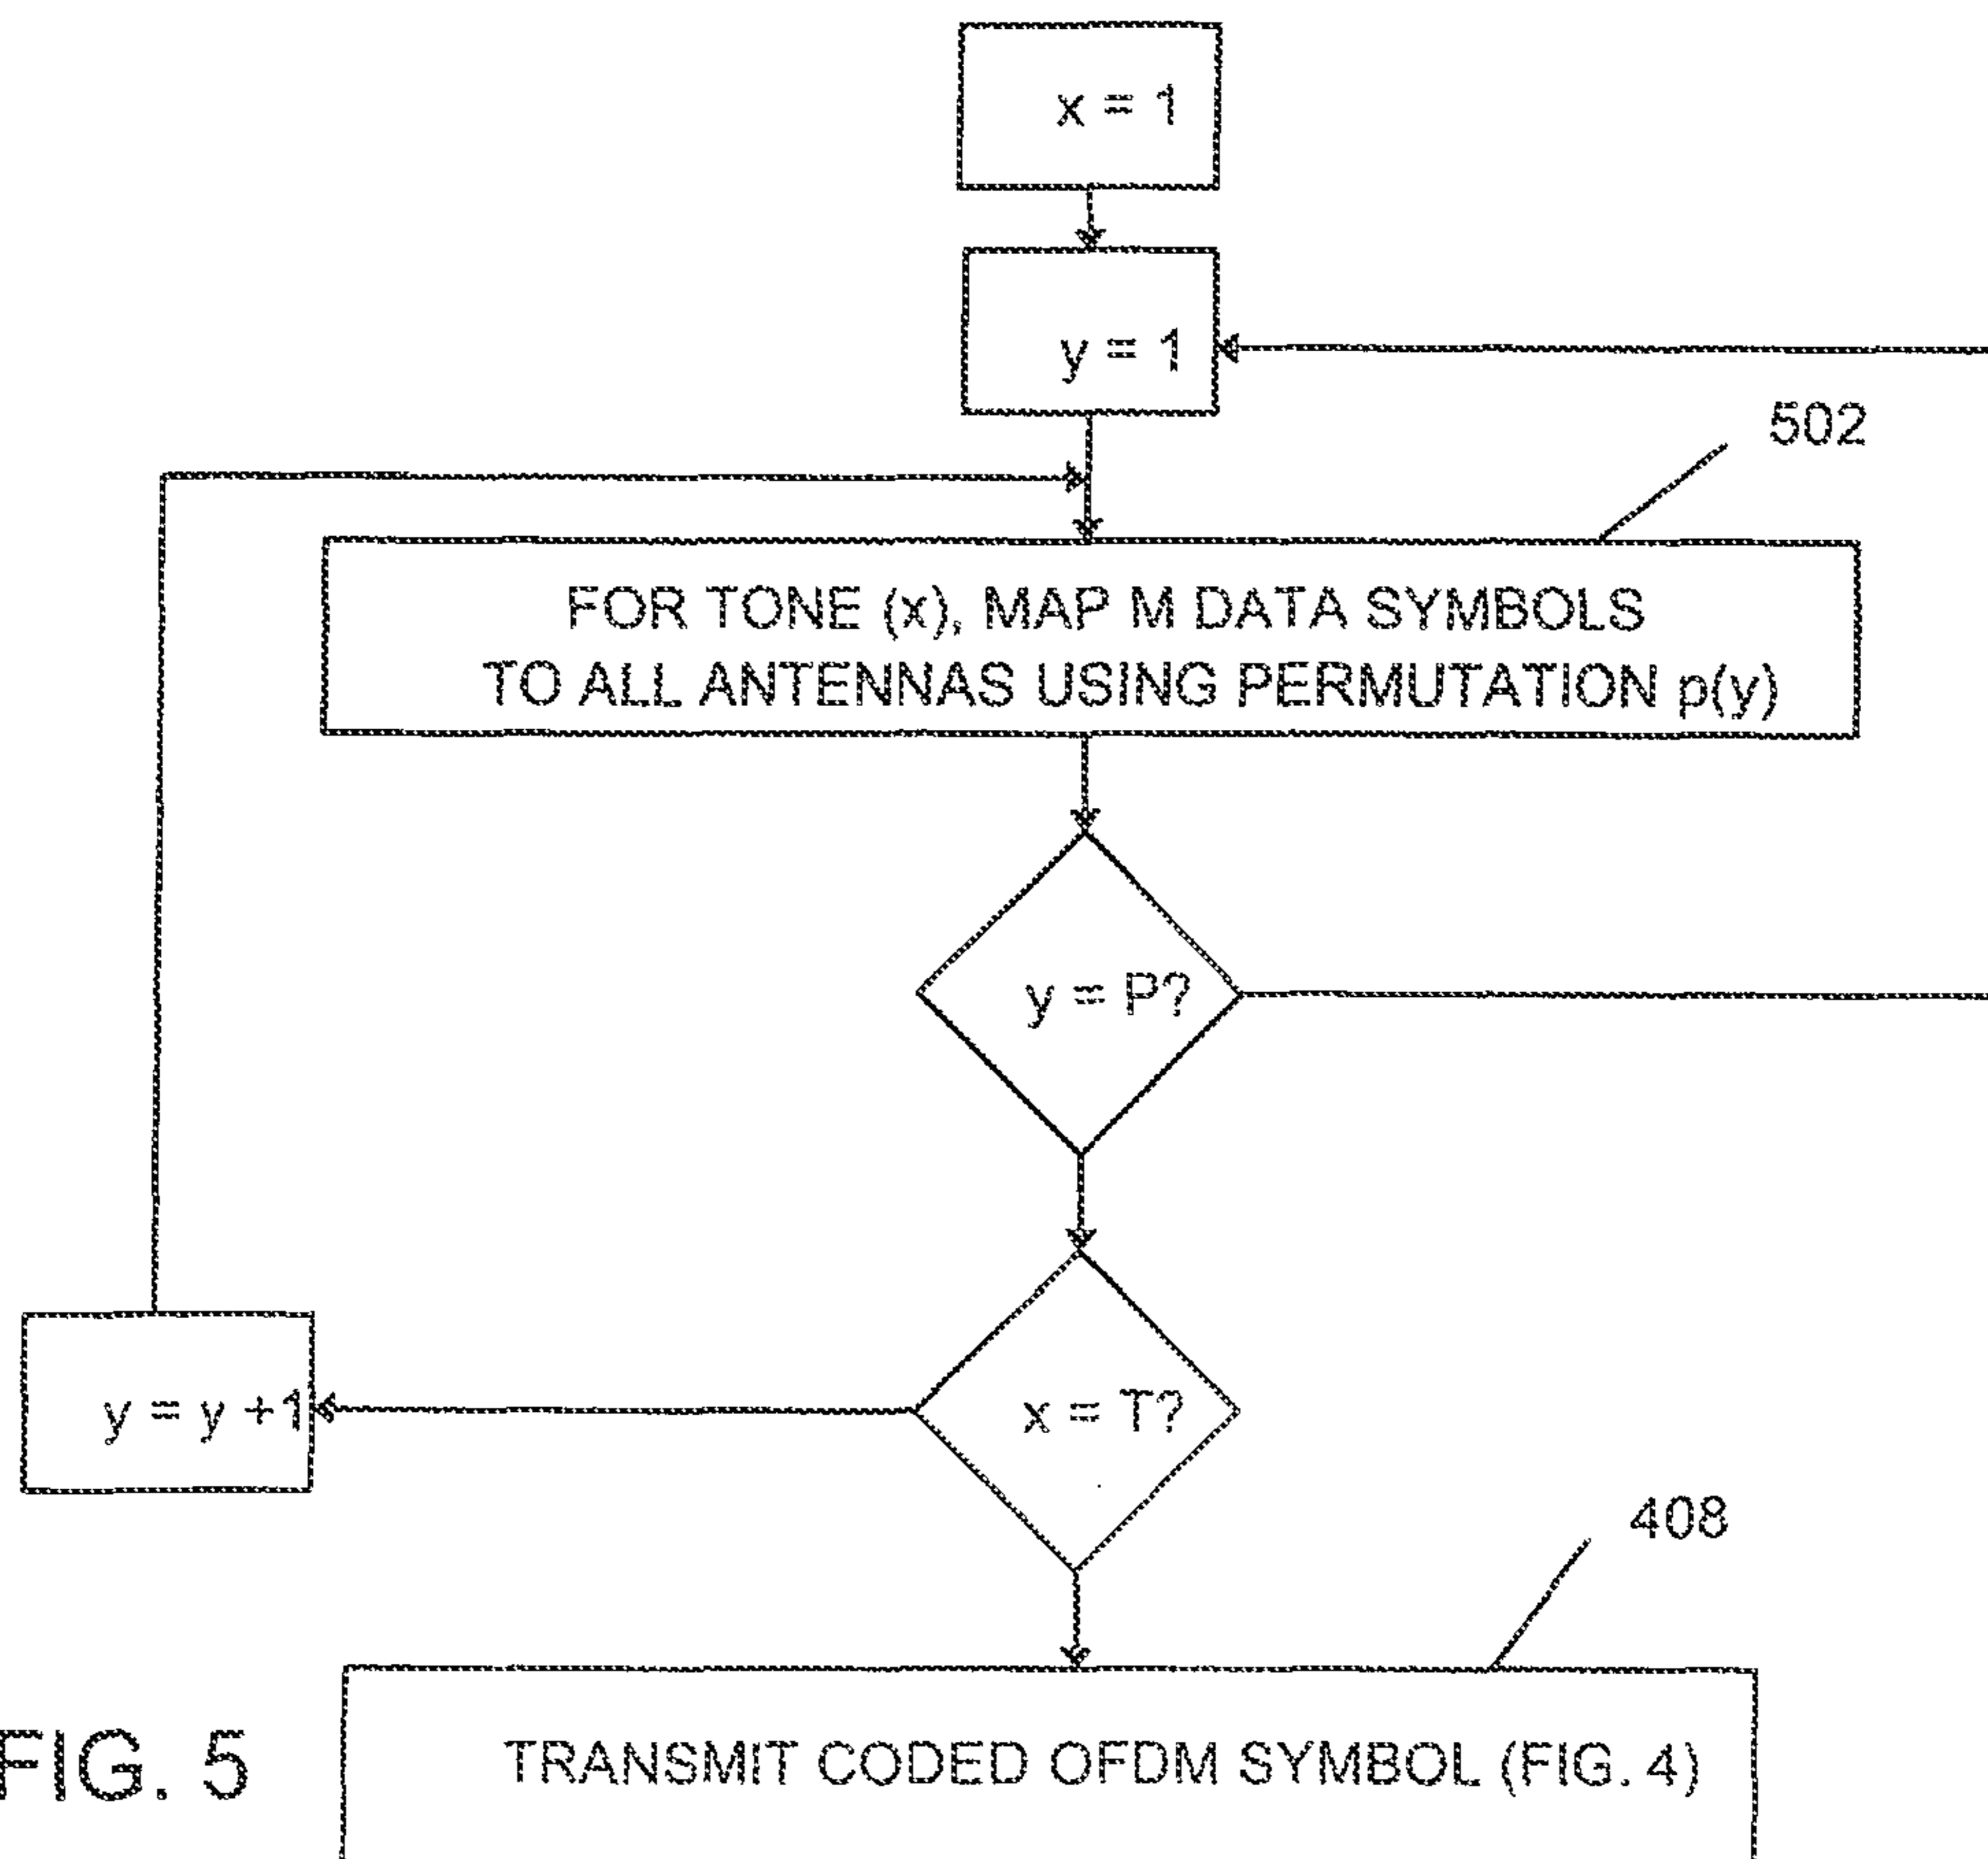 x = 1
y = 1
502
FOR TONE (x), MAP M DATA SYMBOLS
TO ALL ANTENNAS USING PERMUTATION p(y)
y = P?
x = T?
y = y +1
408
TRANSMIT CODED OFDM SYMBOL (FIG. 4)
FIG. 5